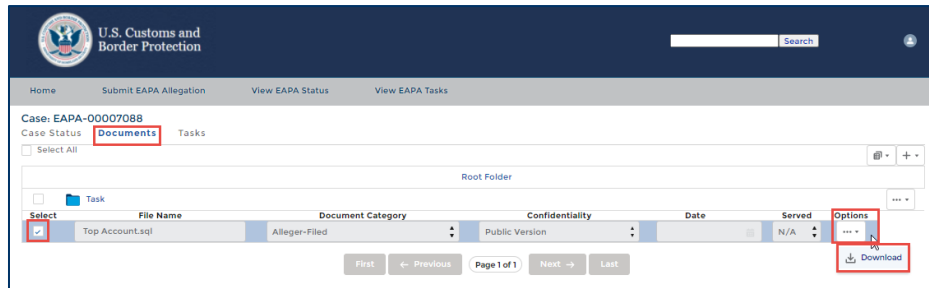 U.S. Customs and
Border Protection
Search
Home Submit EAPA Allegation View EAPA Status View EAPA Tasks
Case: EAPA-00007088
Case Status Documents Tasks
Select All
Root Folder
Task
Select File Name Document Category Confidentiality Date Served Options
Top Account.sql Alleger-Filed Public Version N/A
First ← Previous Page 1 of 1 Next → Last
Download